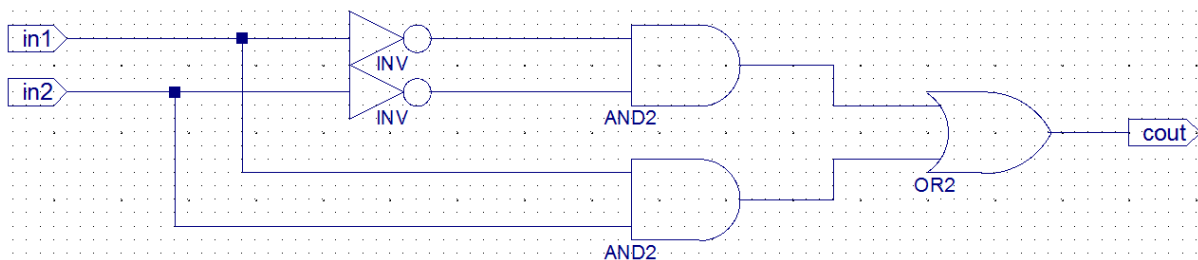 in1
INV
in2
INV
AND2
cout
OR2
AND2